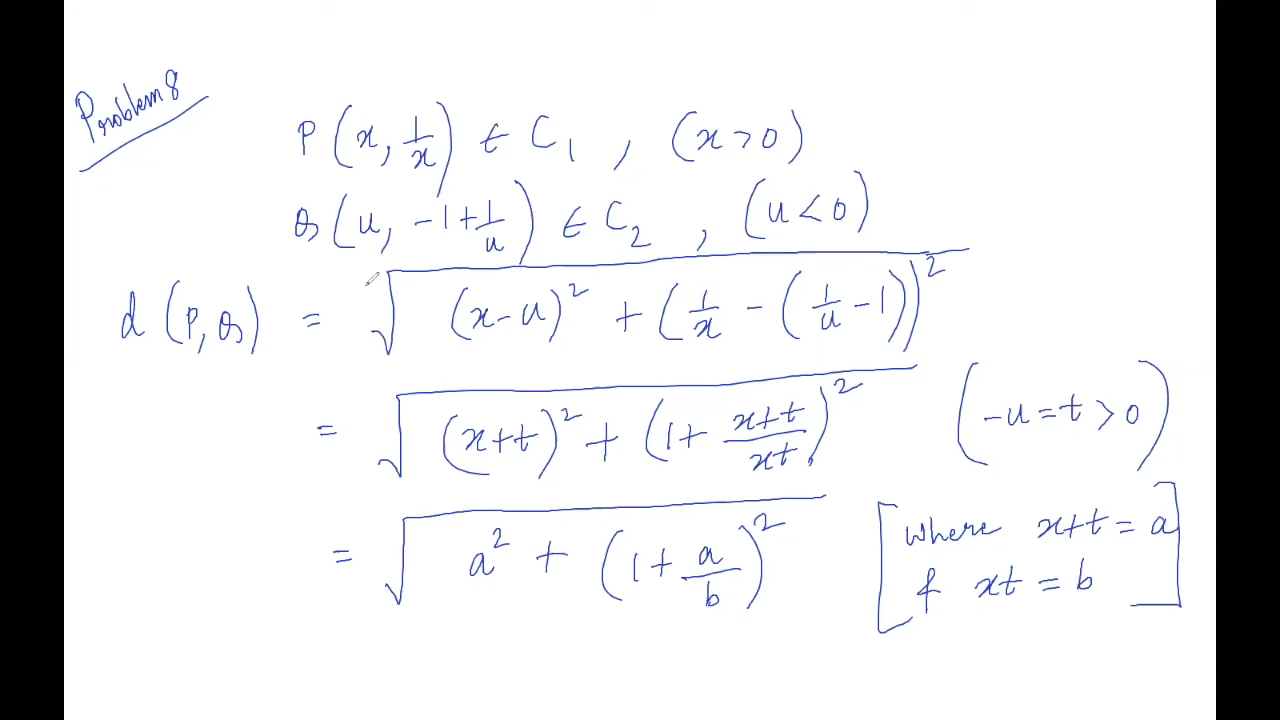 Problem 8
P (x, 1/x) ∈ C₁ , (x > 0)
Q (u, -1 + 1/u) ∈ C₂ , (u < 0)
d (P, Q) = √((x-u)² + (1/x - (1/u - 1))²)
= √((x+t)² + (1 + (x+t)/(xt))²) (-u = t > 0)
= √(a² + (1 + a/b)²) [where x+t = a
& xt = b]